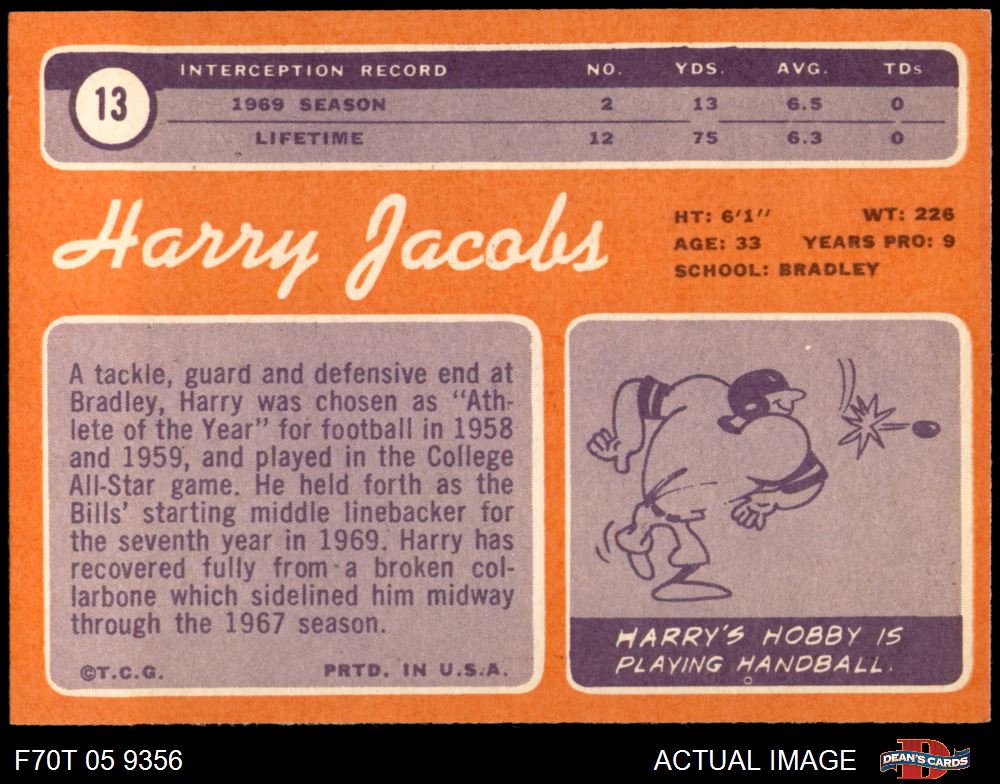 13
INTERCEPTION RECORD NO. YDS. AVG. TDs
1969 SEASON 2 13 6.5 0
LIFETIME 12 75 6.3 0
Harry Jacobs
HT: 6'1" WT: 226
AGE: 33 YEARS PRO: 9
SCHOOL: BRADLEY
A tackle, guard and defensive end at
Bradley, Harry was chosen as "Ath-
lete of the Year" for football in 1958
and 1959, and played in the College
All-Star game. He held forth as the
Bills' starting middle linebacker for
the seventh year in 1969. Harry has
recovered fully from a broken col-
larbone which sidelined him midway
through the 1967 season.
©T.C.G. PRTD. IN U.S.A.
HARRY'S HOBBY IS
PLAYING HANDBALL.
F70T 05 9356 ACTUAL IMAGE DEAN'S CARDS